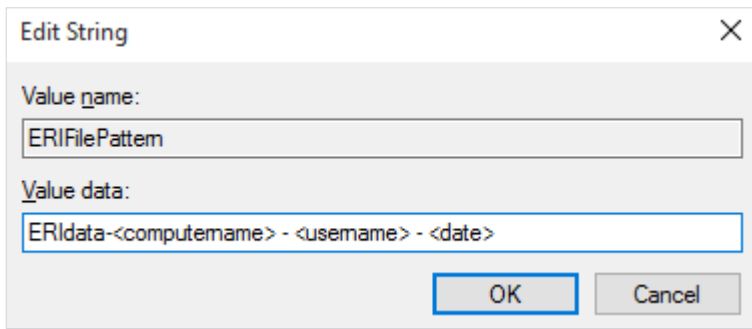 Edit String
Value name:
ERIFilePattern
Value data:
ERIdata-<computername> - <username> - <date>
OK
Cancel